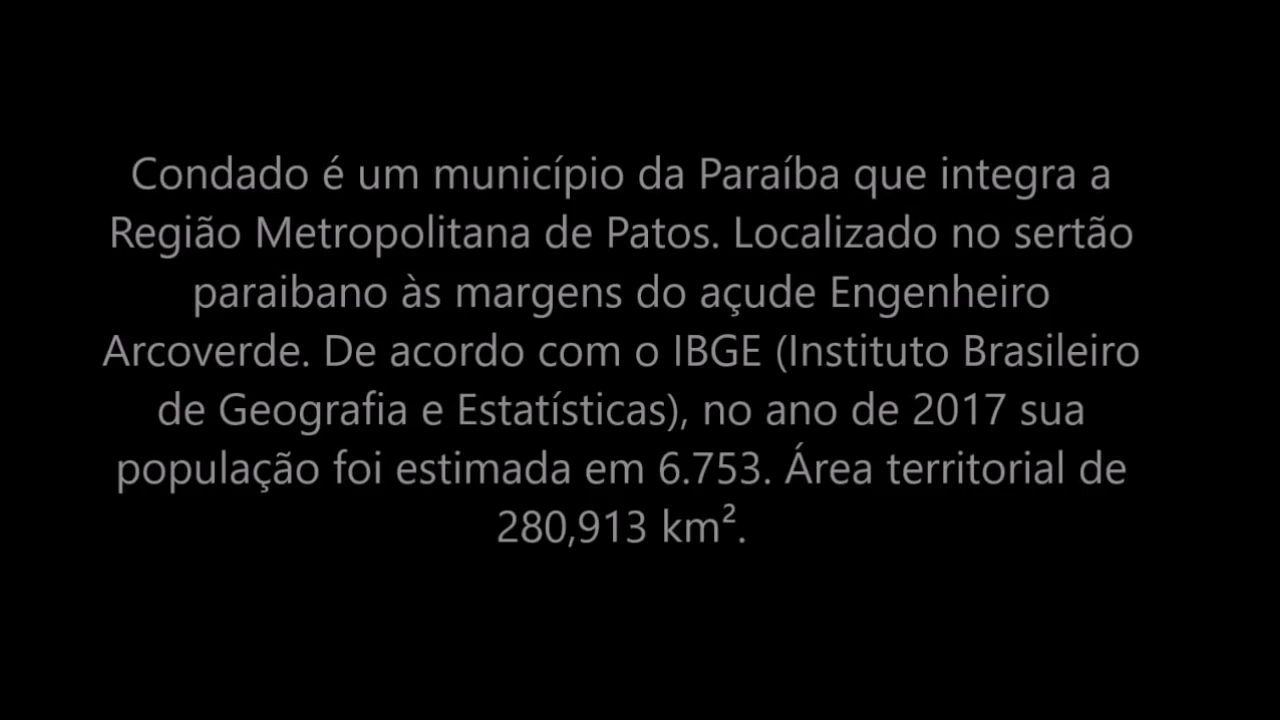 Condado é um município da Paraíba que integra a
Região Metropolitana de Patos. Localizado no sertão
paraibano às margens do açude Engenheiro
Arcoverde. De acordo com o IBGE (Instituto Brasileiro
de Geografia e Estatísticas), no ano de 2017 sua
população foi estimada em 6.753. Área territorial de
280,913 km².